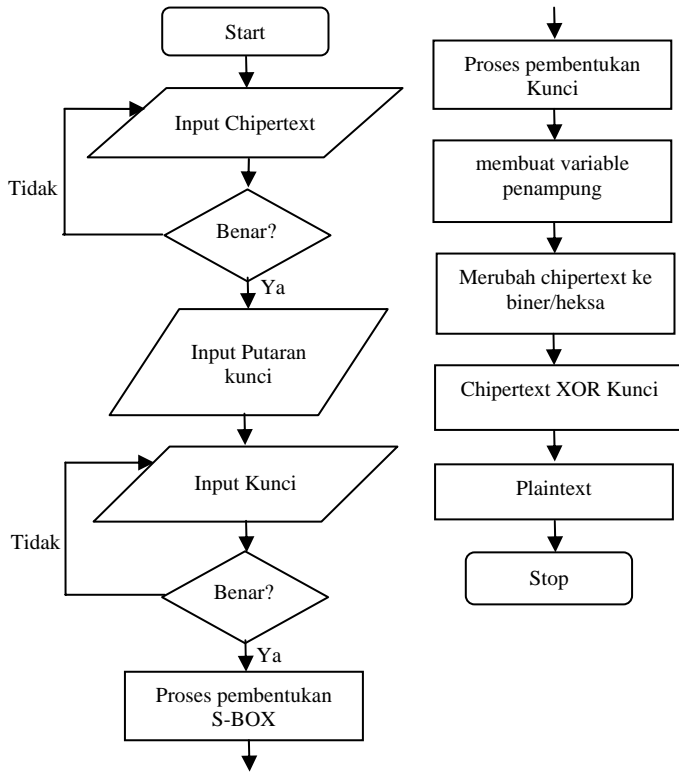 Start
Input Chipertext
Tidak
Benar?
Ya
Input Putaran
kunci
Input Kunci
Tidak
Benar?
Ya
Proses pembentukan
S-BOX
Proses pembentukan
Kunci
membuat variable
penampung
Merubah chipertext ke
biner/heksa
Chipertext XOR Kunci
Plaintext
Stop